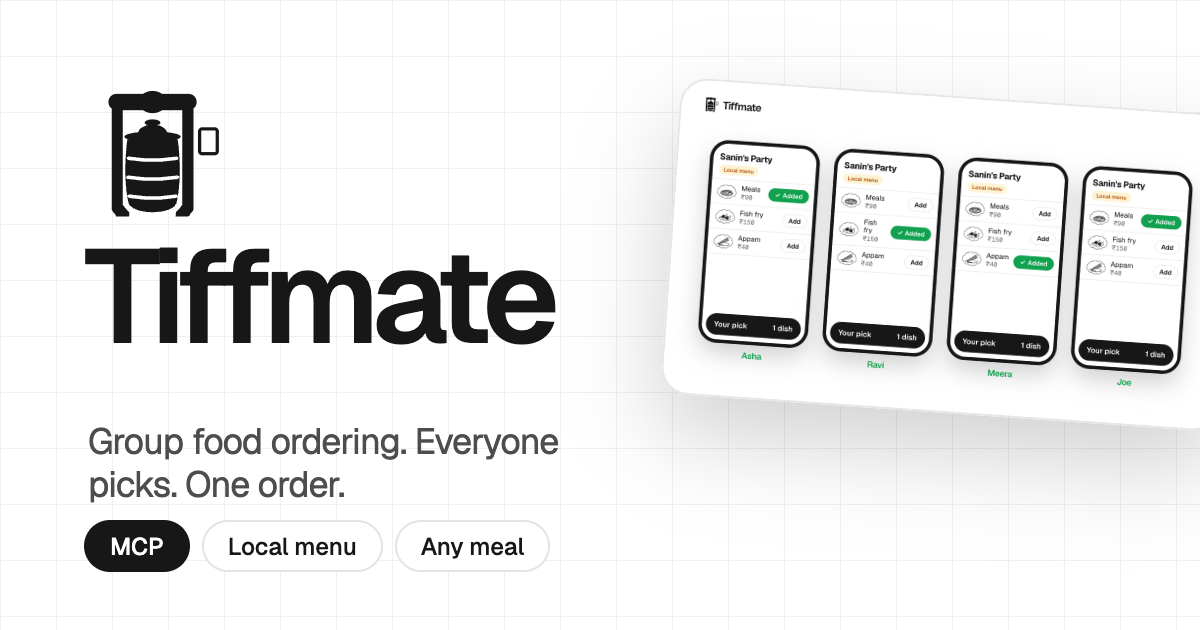 Tiffmate
Group food ordering. Everyone
picks. One order.
MCP
Local menu
Any meal
Tiffmate
Sanin's Party
Local menu
Meals
₹90
✓ Added
Fish fry
₹150
Add
Appam
₹40
Add
Your pick 1 dish
Asha
Sanin's Party
Local menu
Meals
₹90
Add
Fish
fry
₹150
✓ Added
Appam
₹40
Add
Your pick 1 dish
Ravi
Sanin's Party
Local menu
Meals
₹90
Add
Fish fry
₹150
Add
Appam
₹40
✓ Added
Your pick 1 dish
Meera
Sanin's Party
Local menu
Meals
₹90
✓ Added
Fish fry
₹150
Add
Appam
₹40
Add
Your pick 1 dish
Joe